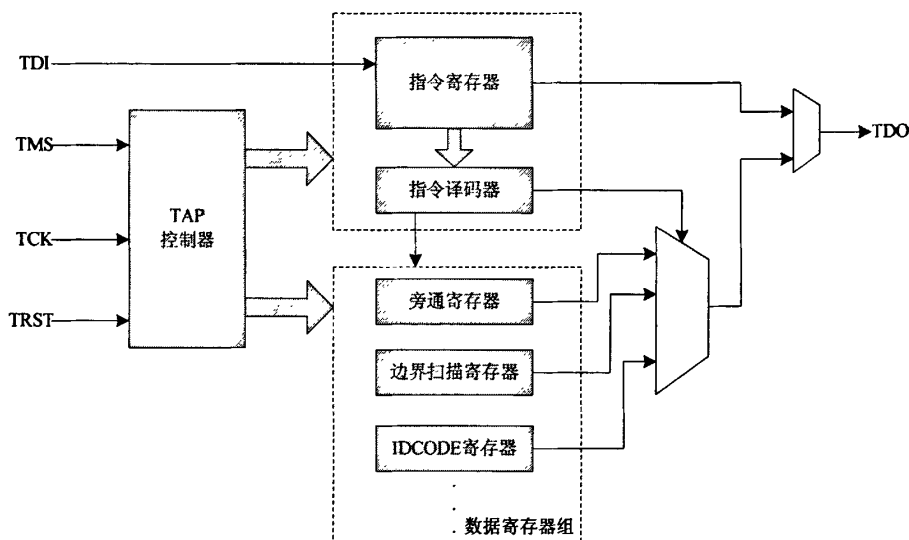 TDI
指令寄存器
TDO
TMS
指令译码器
TAP
控制器
TCK
旁通寄存器
TRST
边界扫描寄存器
IDCODE寄存器
数据寄存器组